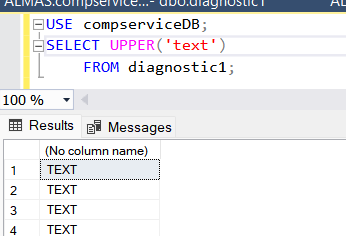 ALMAS.compservice...- dbo.diagnostic1
USE compserviceDB;
SELECT UPPER('text')
FROM diagnostic1;
100 %
Results Messages
(No column name)
1 TEXT
2 TEXT
3 TEXT
4 TEXT